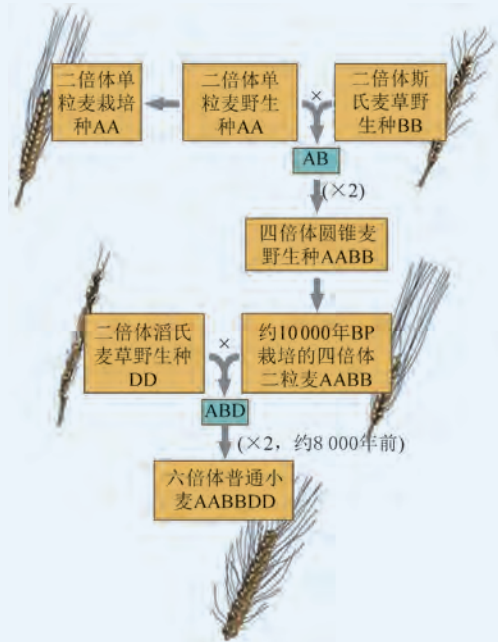 二倍体单
粒麦栽培
种AA
二倍体单
粒麦野生
种AA
×
二倍体斯
氏麦草野
生种BB
AB
(×2)
四倍体圆锥麦
野生种AABB
二倍体滔氏
麦草野生种
DD
×
约10 000年BP
栽培的四倍体
二粒麦AABB
ABD
(×2，约8 000年前)
六倍体普通小
麦AABBDD